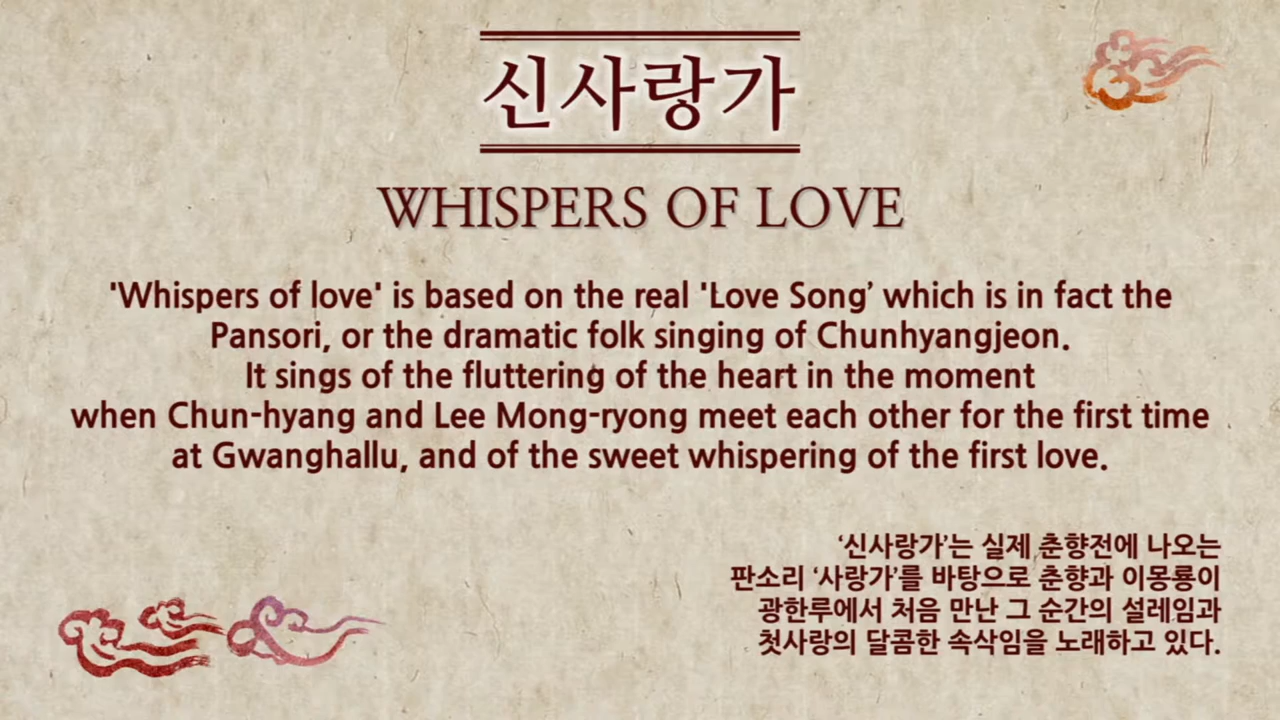 신사랑가
WHISPERS OF LOVE
'Whispers of love' is based on the real 'Love Song’ which is in fact the
Pansori, or the dramatic folk singing of Chunhyangjeon.
It sings of the fluttering of the heart in the moment
when Chun-hyang and Lee Mong-ryong meet each other for the first time
at Gwanghallu, and of the sweet whispering of the first love.
‘신사랑가’는 실제 춘향전에 나오는
판소리 ‘사랑가’를 바탕으로 춘향과 이몽룡이
광한루에서 처음 만난 그 순간의 설레임과
첫사랑의 달콤한 속삭임을 노래하고 있다.